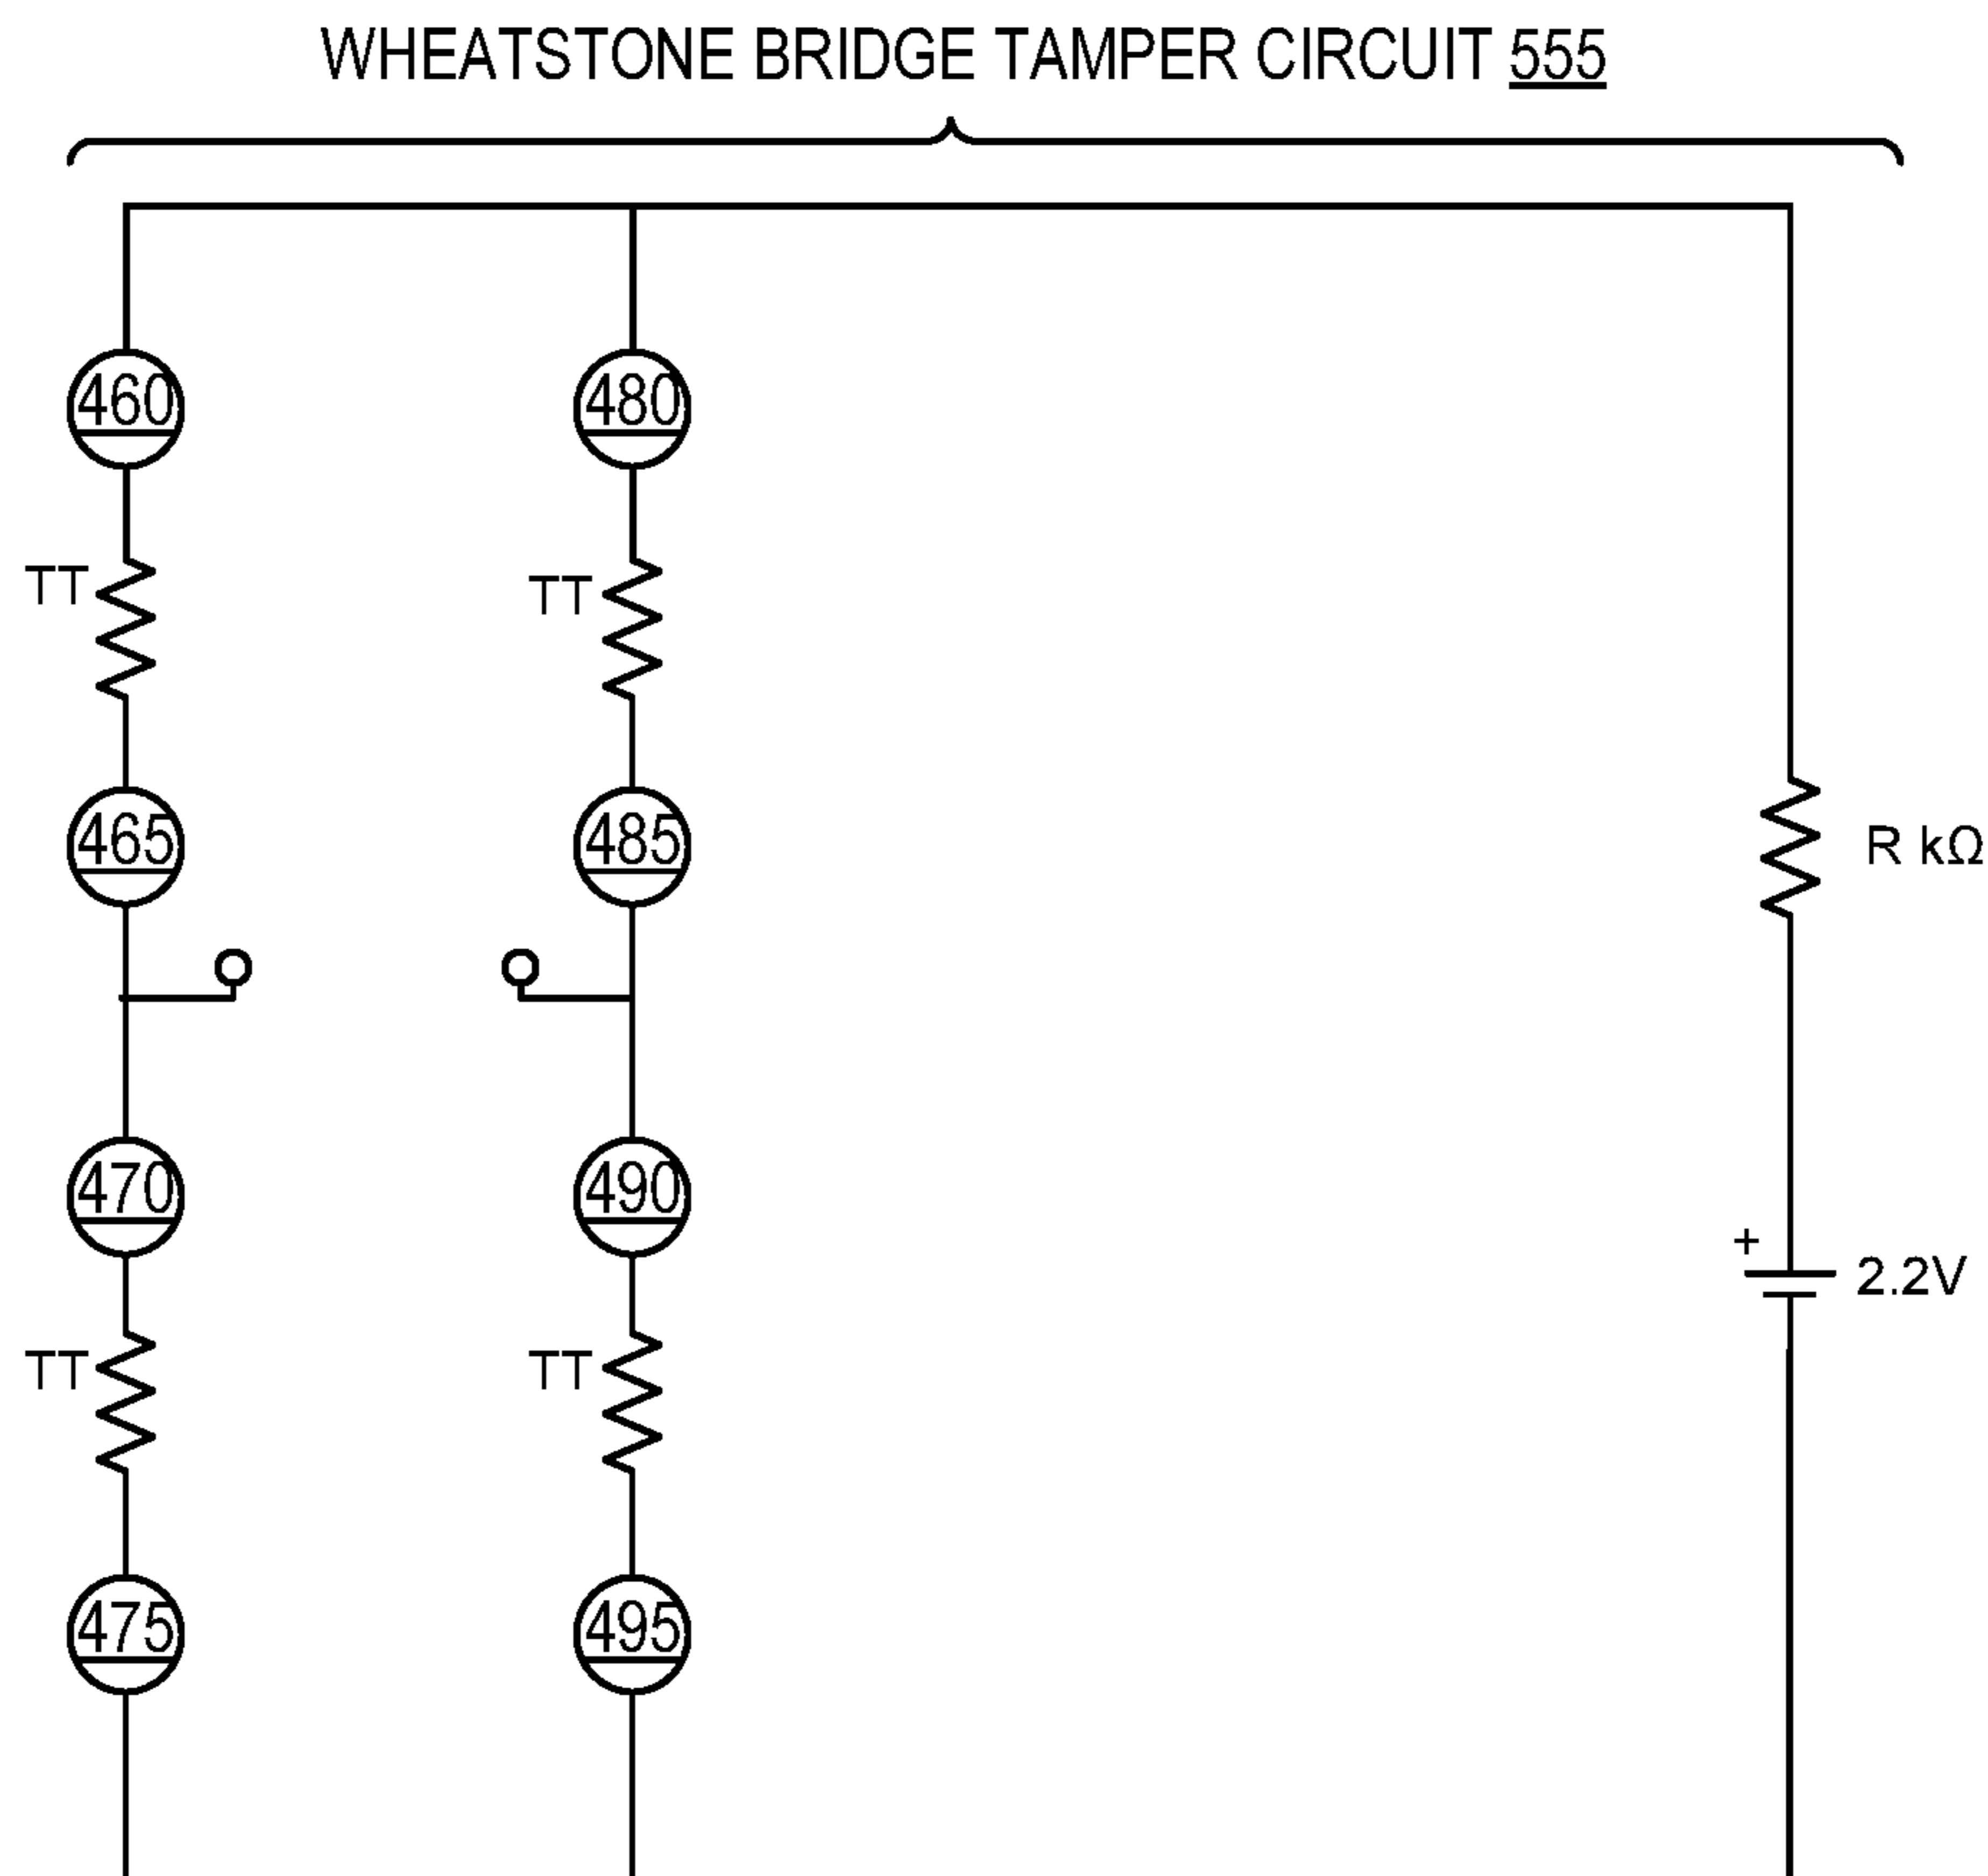 WHEATSTONE BRIDGE TAMPER CIRCUIT 555
460
480
TT
TT
465
485
R kΩ
470
490
+
2.2V
TT
TT
475
495